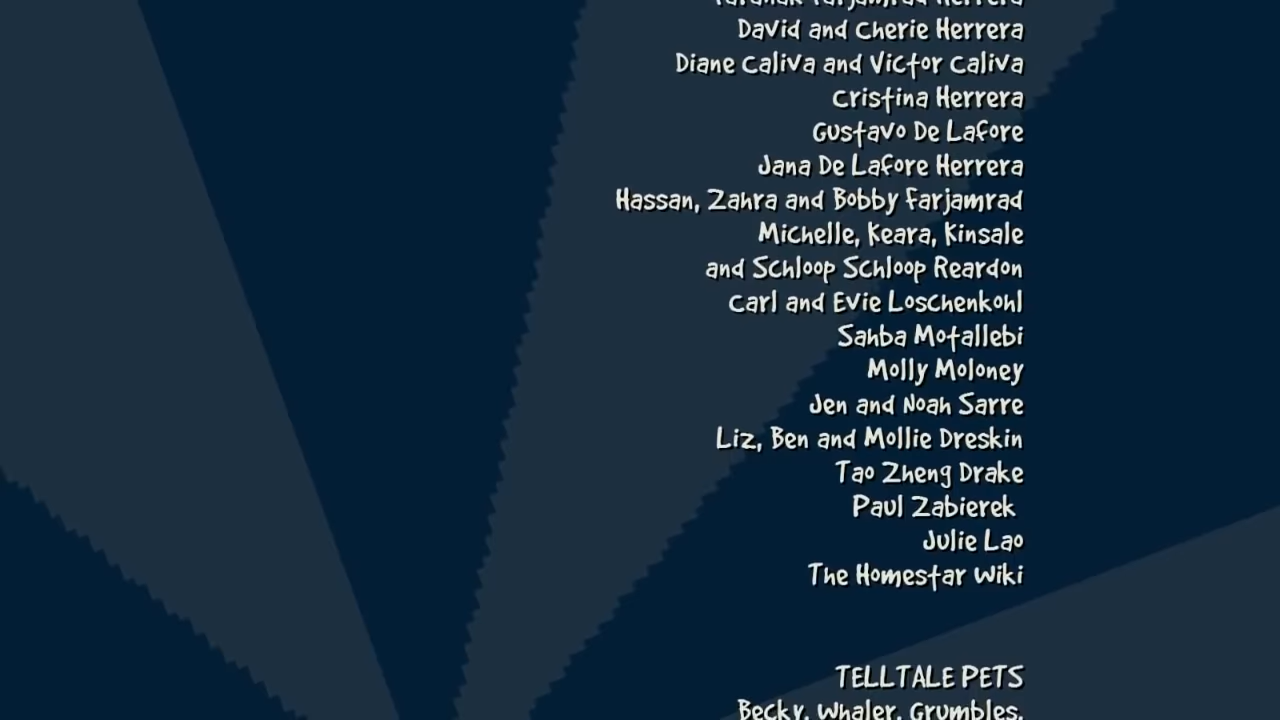 Farjamrad Herrera
David and Cherie Herrera
Diane Caliva and Victor Caliva
Cristina Herrera
Gustavo De Lafore
Jana De Lafore Herrera
Hassan, Zahra and Bobby Farjamrad
Michelle, Keara, Kinsale
and Schloop Schloop Reardon
Carl and Evie Loschenkohl
Sahba Motallebi
Molly Moloney
Jen and Noah Sarre
Liz, Ben and Mollie Dreskin
Tao Zheng Drake
Paul Zabierek
Julie Lao
The Homestar Wiki
TELLTALE PETS
Becky, Whaler, Grumbles,